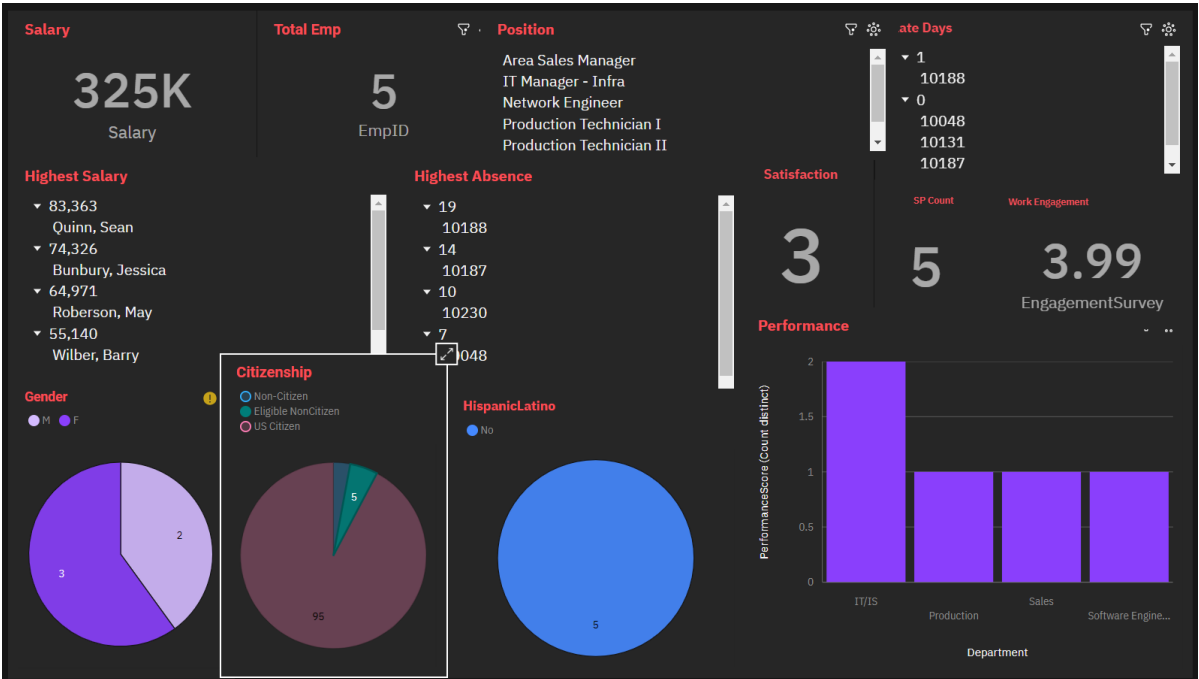 Salary
325K
Salary
Total Emp
5
EmpID
Position
Area Sales Manager
IT Manager - Infra
Network Engineer
Production Technician I
Production Technician II
ate Days
1
10188
0
10048
10131
10187
Highest Salary
83,363
Quinn, Sean
74,326
Bunbury, Jessica
64,971
Roberson, May
55,140
Wilber, Barry
Highest Absence
19
10188
14
10187
10
10230
7
0048
Satisfaction
3
SP Count
5
Work Engagement
3.99
EngagementSurvey
Gender
M F
2
3
Citizenship
Non-Citizen
Eligible NonCitizen
US Citizen
5
95
HispanicLatino
No
5
Performance
PerformanceScore (Count distinct)
2
1.5
1
0.5
0
IT/IS
Production
Sales
Software Engine...
Department